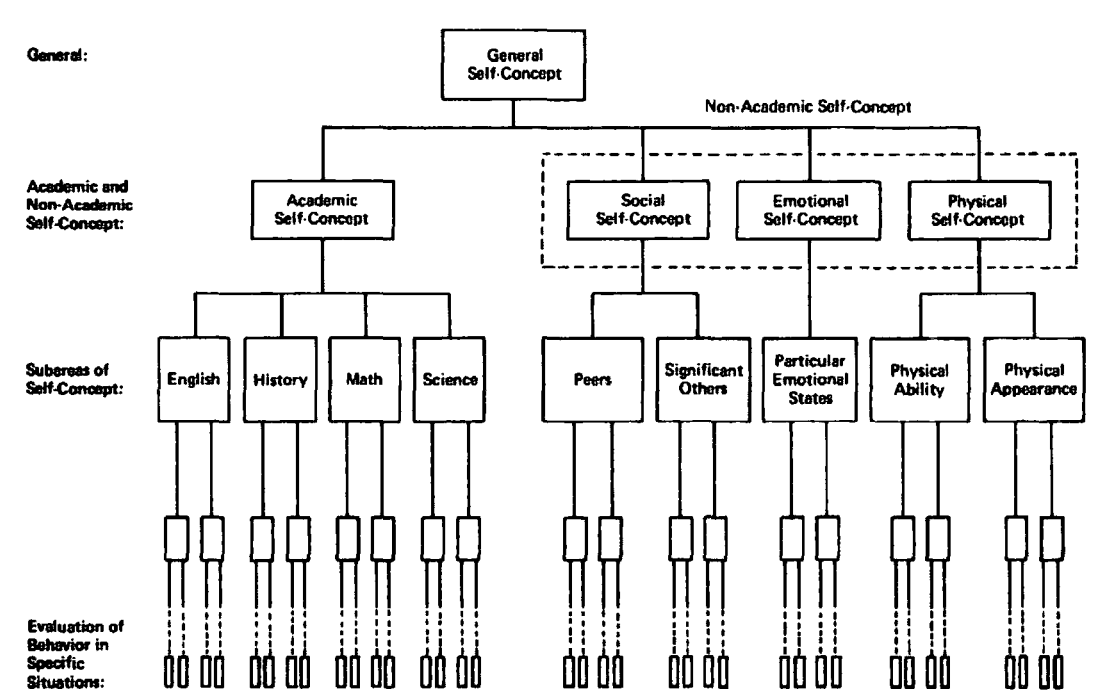 General:
General
Self-Concept
Non-Academic Self-Concept
Academic and
Non-Academic
Self-Concept:
Academic
Self-Concept
Social
Self-Concept
Emotional
Self-Concept
Physical
Self-Concept
Subareas of
Self-Concept:
English
History
Math
Science
Peers
Significant
Others
Particular
Emotional
States
Physical
Ability
Physical
Appearance
Evaluation of
Behavior in
Specific
Situations: